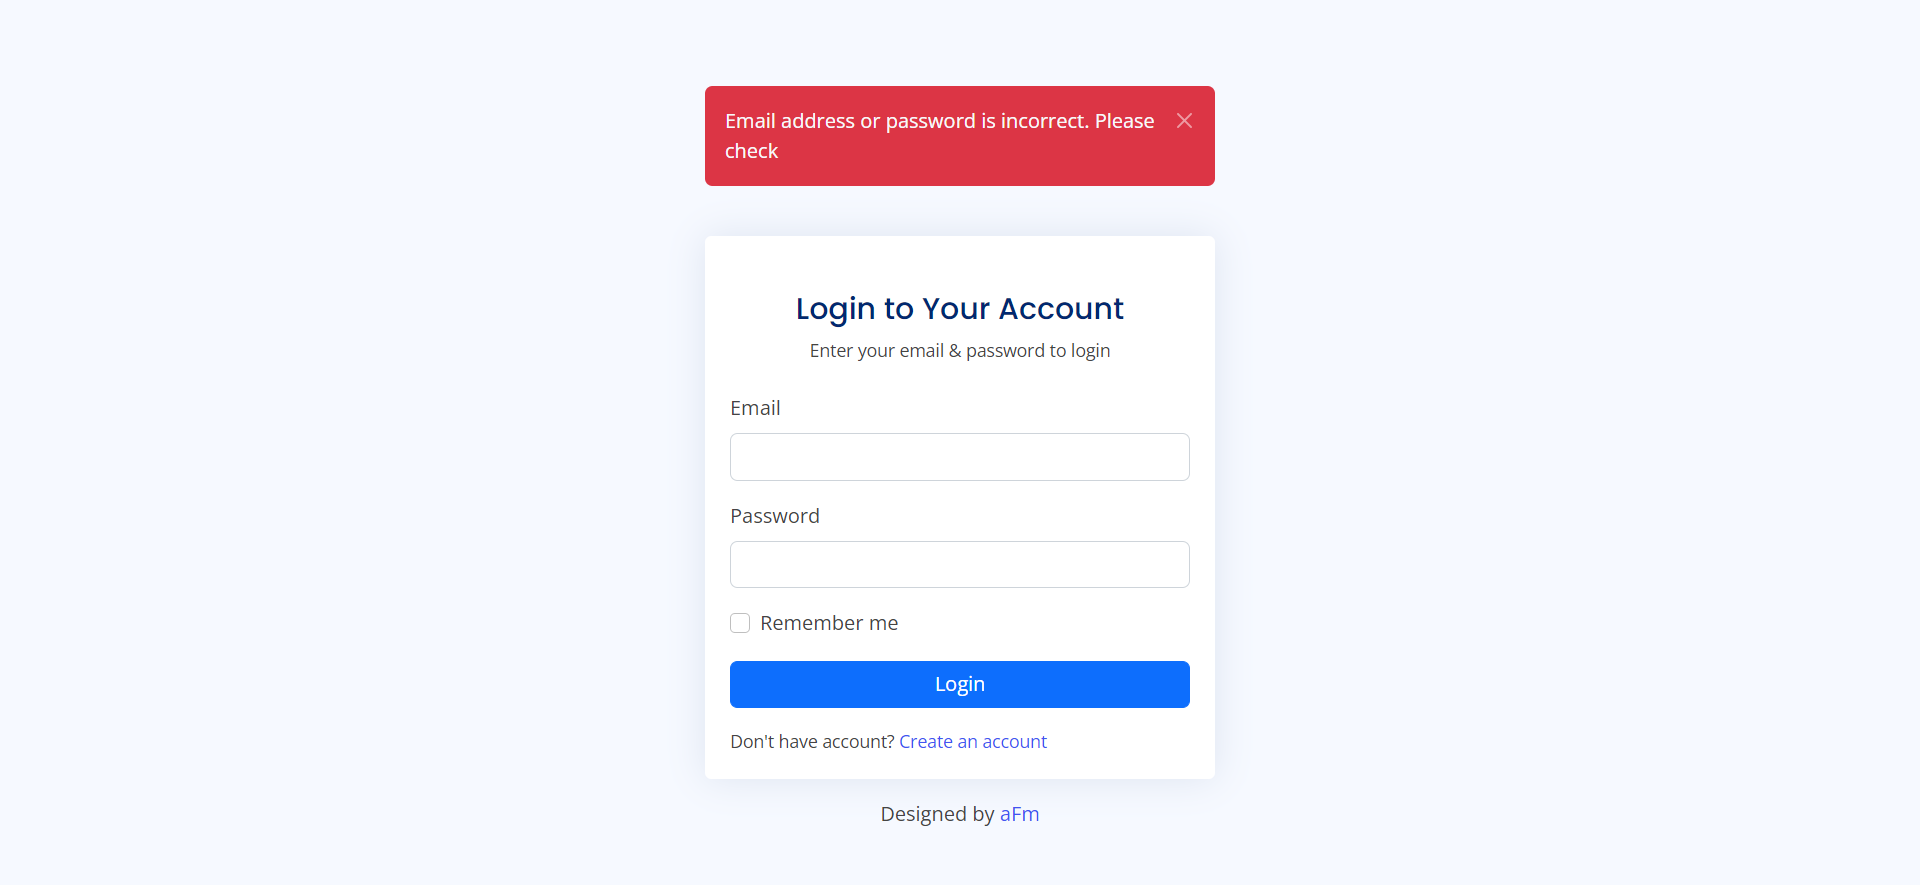 Email address or password is incorrect. Please
check
Login to Your Account
Enter your email & password to login
Email
Password
Remember me
Login
Don't have account? Create an account
Designed by aFm